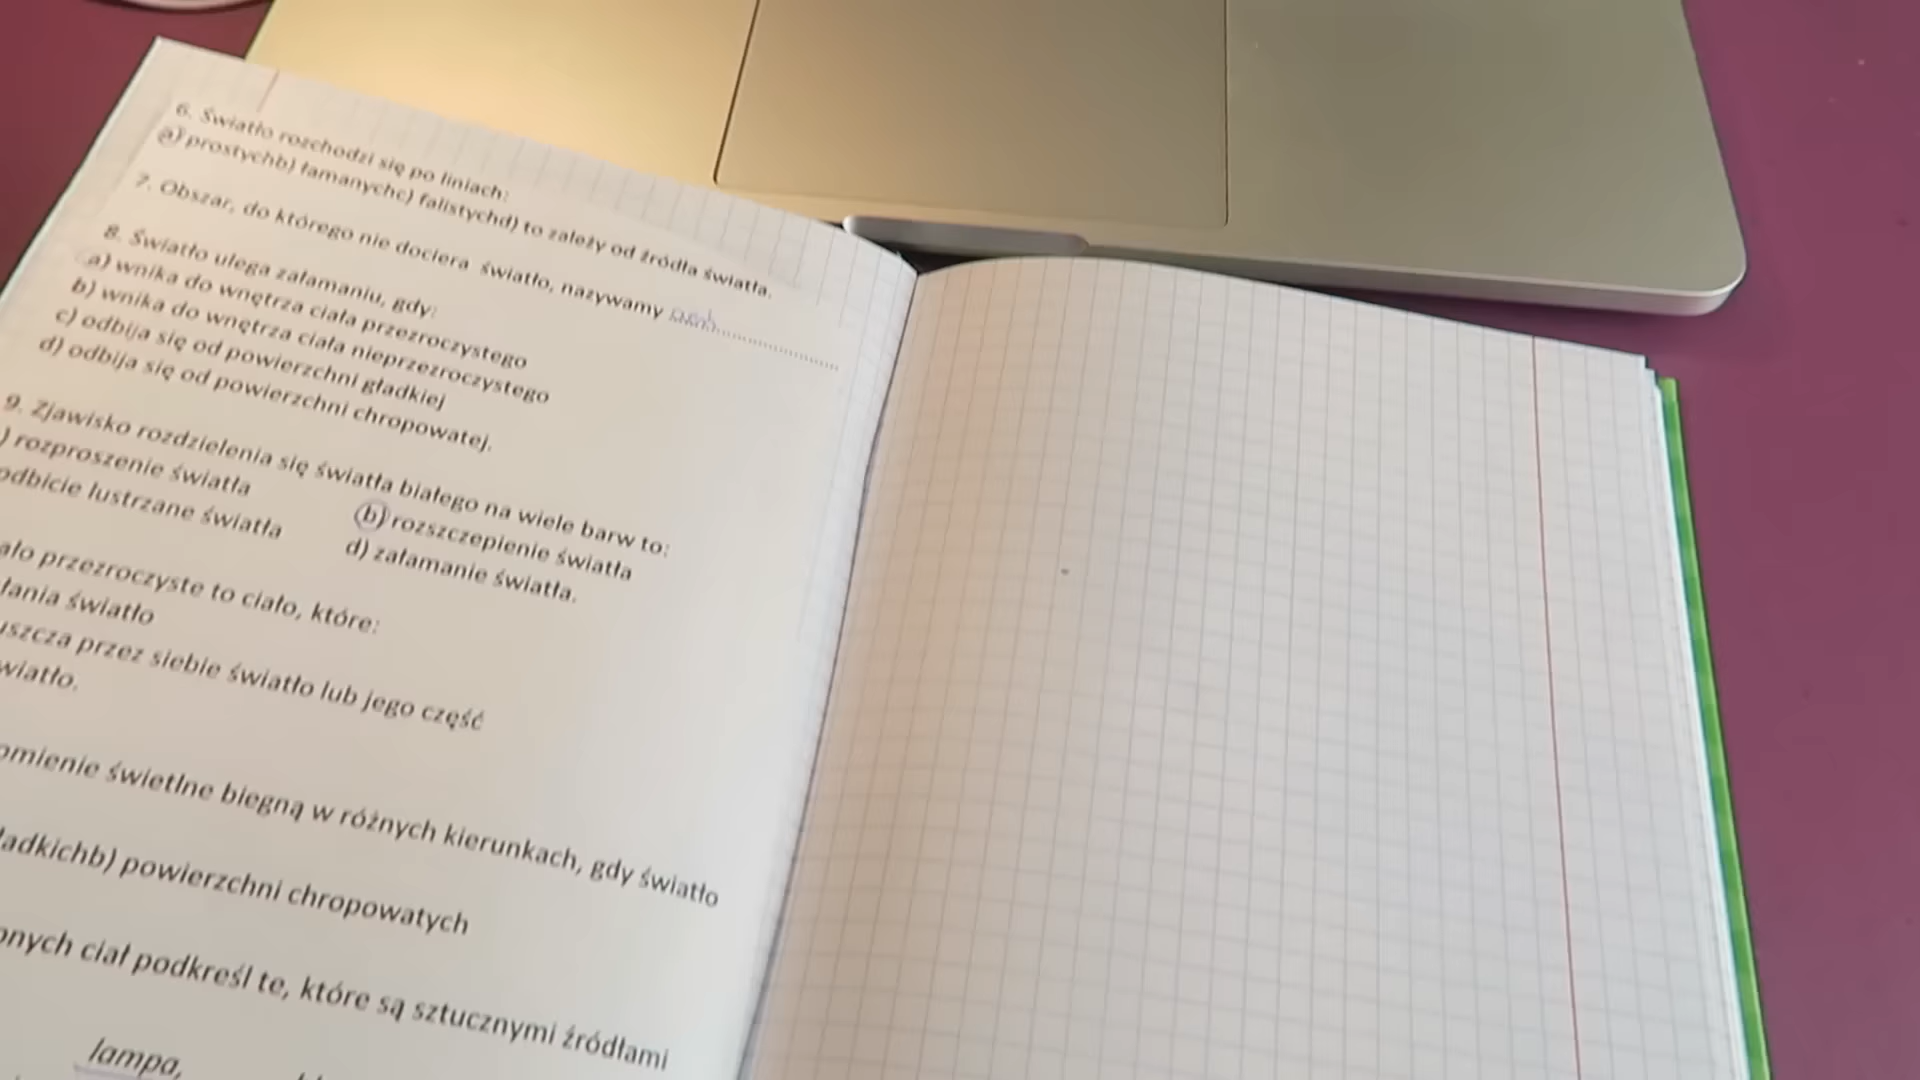 6. Światło rozchodzi się po liniach:
a) prostychb) łamanychc) falistychd) to zależy od źródła światła.
7. Obszar, do którego nie dociera światło, nazywamy
8. Światło ulega załamaniu, gdy:
a) wnika do wnętrza ciała przezroczystego
b) wnika do wnętrza ciała nieprzezroczystego
c) odbija się od powierzchni gładkiej
d) odbija się od powierzchni chropowatej.
9. Zjawisko rozdzielenia się światła białego na wiele barw to:
) rozproszenie światła b) rozszczepienie światła
odbicie lustrzane światła d) załamanie światła.
ało przezroczyste to ciało, które:
łania światło
uszcza przez siebie światło lub jego część
wiatło.
omienie świetlne biegną w różnych kierunkach, gdy światło
ładkichb) powierzchni chropowatych
onych ciał podkreśl te, które są sztucznymi źródłami
lampa,